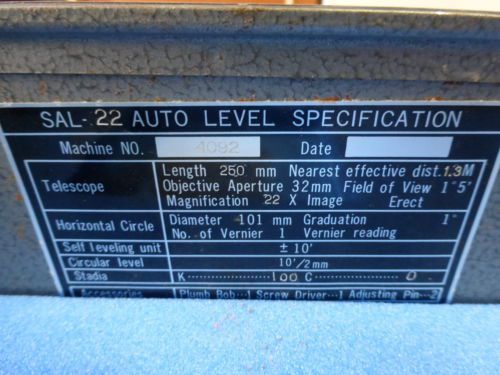 SAL-22 AUTO LEVEL SPECIFICATION
Machine NO. 4092 Date
Telescope
Length 250 mm Nearest effective dist. 1.3M
Objective Aperture 32mm Field of View 1°5'
Magnification 22 X Image Erect
Horizontal Circle
Diameter 101 mm Graduation 1°
No. of Vernier 1 Vernier reading
Self leveling unit ±10'
Circular level 10'/2mm
Stadia K 100 C 0
Accessories Plumb Bob…1 Screw Driver…1 Adjusting Pin…2